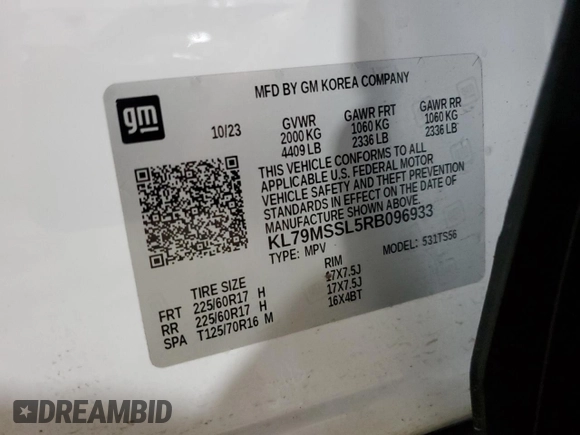 MFD BY GM KOREA COMPANY
gm
10/23
GVWR GAWR FRT GAWR RR
2000 KG 1060 KG 1060 KG
4409 LB 2336 LB 2336 LB
THIS VEHICLE CONFORMS TO ALL
APPLICABLE U.S. FEDERAL MOTOR
VEHICLE SAFETY AND THEFT PREVENTION
STANDARDS IN EFFECT ON THE DATE OF
MANUFACTURE SHOWN ABOVE.
KL79MSSL5RB096933
TYPE: MPV MODEL: 531TS56
TIRE SIZE RIM
FRT 225/60R17 H 17X7.5J
RR 225/60R17 H 17X7.5J
SPA T125/70R16 M 16X4BT
DREAMBID